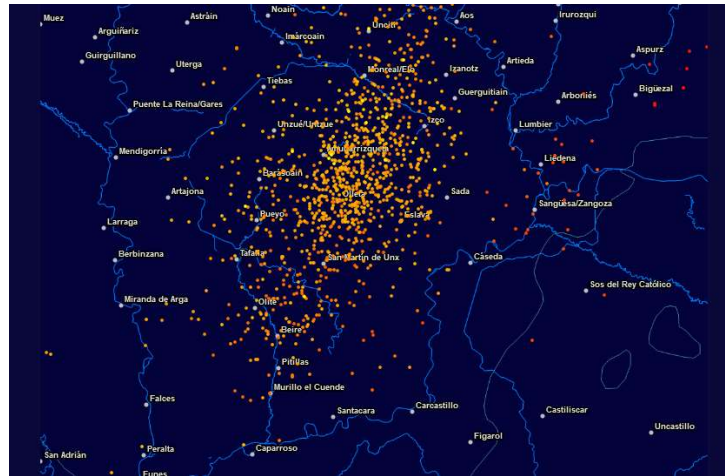 Muez
Astráin
Noain
Unciti
Aos
Irurozqui
Arguiñariz
Imárcoain
Guirguillano
Uterga
Tiebas
Monreal/Elo
Izanotz
Artieda
Aspurz
Guerguitiain
Arboniés
Bigüezal
Puente La Reina/Gares
Unzué/Untzue
Izco
Lumbier
Mendigorría
Liédena
Artajona
Barásoain
Olleta
Sada
Sangüesa/Zangoza
Larraga
Pueyo
Eslava
Berbinzana
Tafalla
San Martín de Unx
Cáseda
Miranda de Arga
Olite
Sos del Rey Católico
Beire
Pitillas
Murillo el Cuende
Falces
Santacara
Carcastillo
Castiliscar
Uncastillo
San Adrián
Peralta
Caparroso
Figarol
Funes